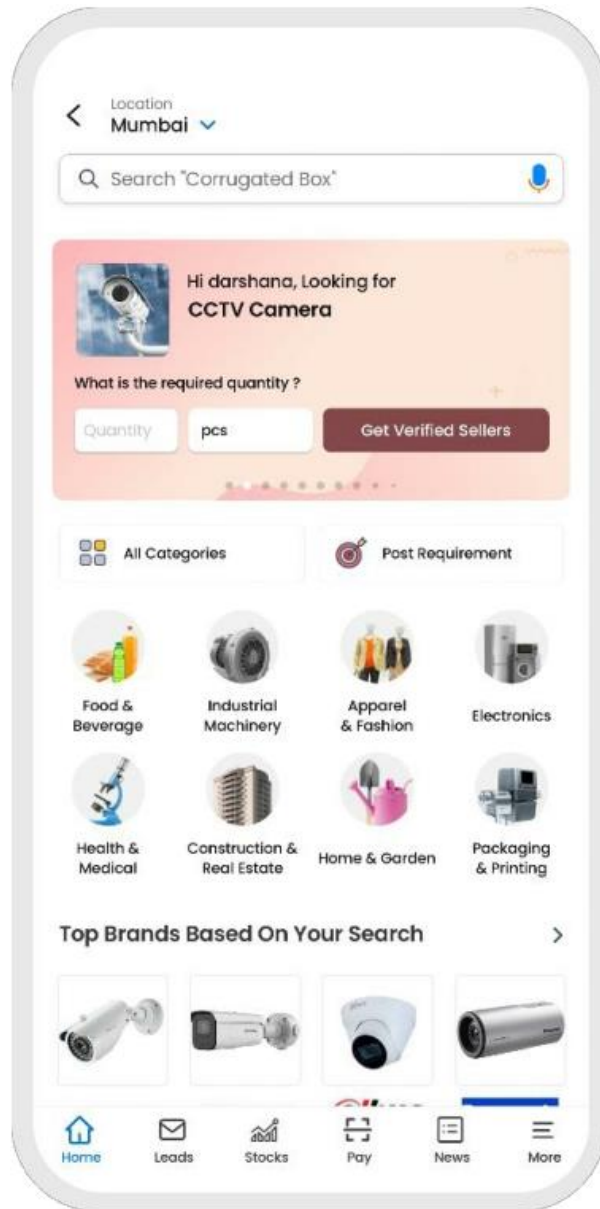 Location
Mumbai
Search "Corrugated Box"
Hi darshana, Looking for
CCTV Camera
What is the required quantity ?
Quantity
pcs
Get Verified Sellers
All Categories
Post Requirement
Food &
Beverage
Industrial
Machinery
Apparel
& Fashion
Electronics
Health &
Medical
Construction &
Real Estate
Home & Garden
Packaging
& Printing
Top Brands Based On Your Search
Home
Leads
Stocks
Pay
News
More